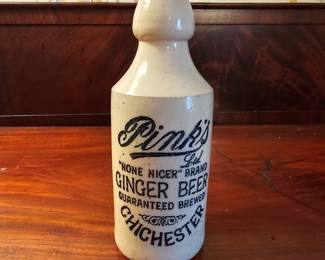 Pink's
Ltd
"NONE NICER" BRAND
GINGER BEER
GUARANTEED BREWED
CHICHESTER